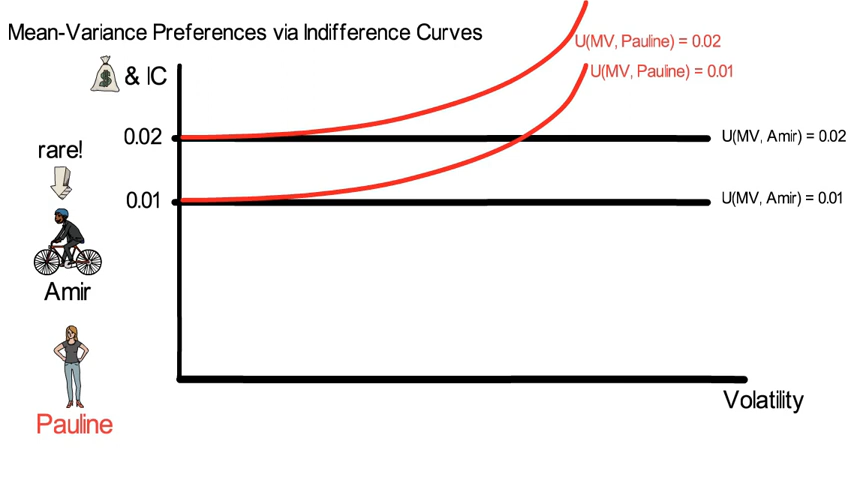 Mean-Variance Preferences via Indifference Curves
U(MV, Pauline) = 0.02
$ & IC
U(MV, Pauline) = 0.01
0.02
U(MV, Amir) = 0.02
rare!
0.01
U(MV, Amir) = 0.01
Amir
Volatility
Pauline